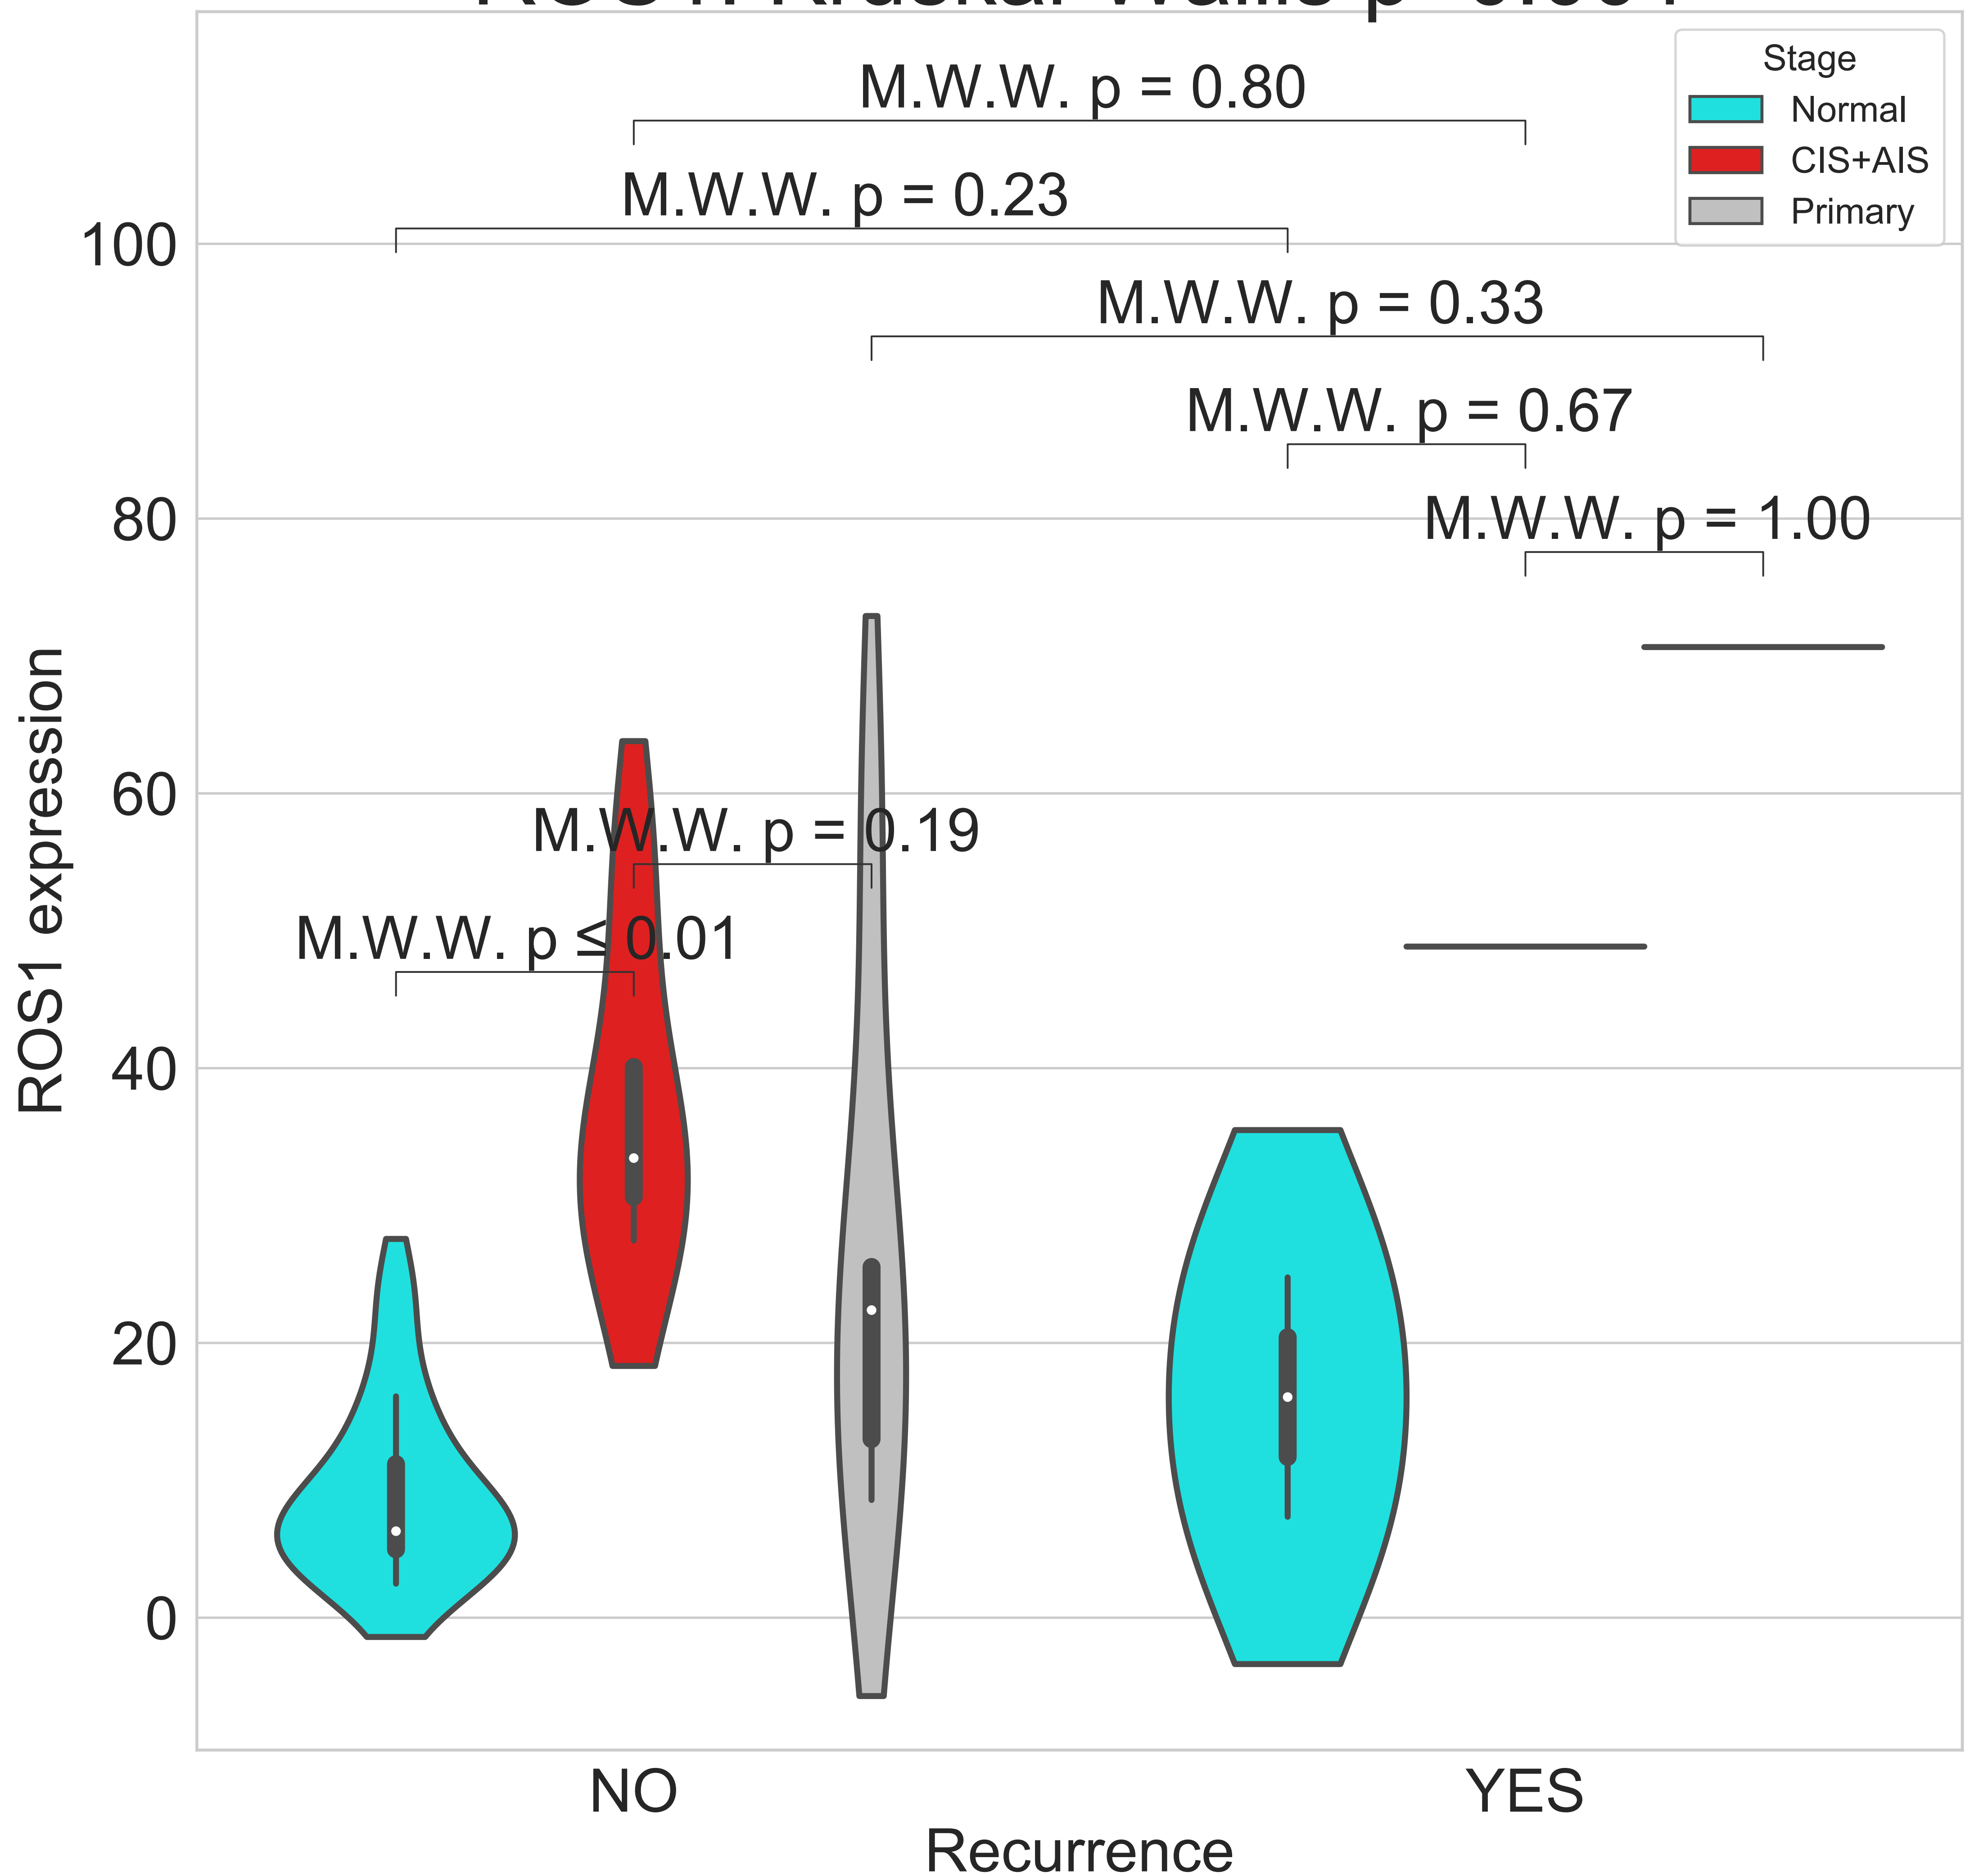 M.W.W. p = 0.80
M.W.W. p = 0.23
M.W.W. p = 0.33
M.W.W. p = 0.67
M.W.W. p = 1.00
M.W.W. p = 0.19
M.W.W. p ≤ 0.01
Stage
Normal
CIS+AIS
Primary
100
80
60
40
20
0
ROS1 expression
NO
YES
Recurrence